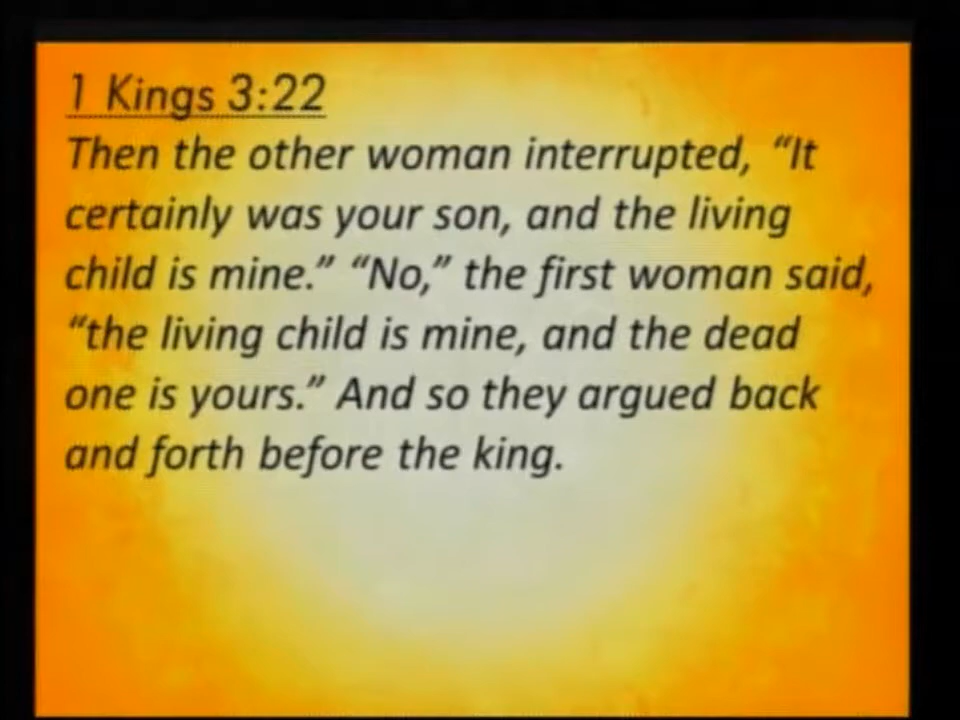 1 Kings 3:22
Then the other woman interrupted, “It
certainly was your son, and the living
child is mine.” “No,” the first woman said,
“the living child is mine, and the dead
one is yours.” And so they argued back
and forth before the king.